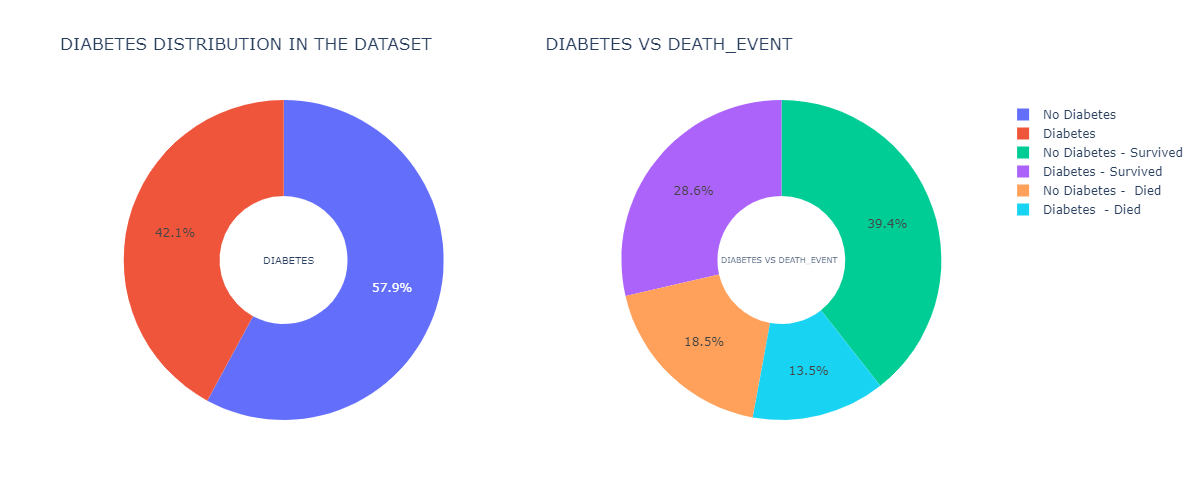 DIABETES DISTRIBUTION IN THE DATASET
DIABETES VS DEATH_EVENT
42.1%
DIABETES
57.9%
28.6%
39.4%
DIABETES VS DEATH_EVENT
18.5%
13.5%
No Diabetes
Diabetes
No Diabetes - Survived
Diabetes - Survived
No Diabetes -  Died
Diabetes  - Died